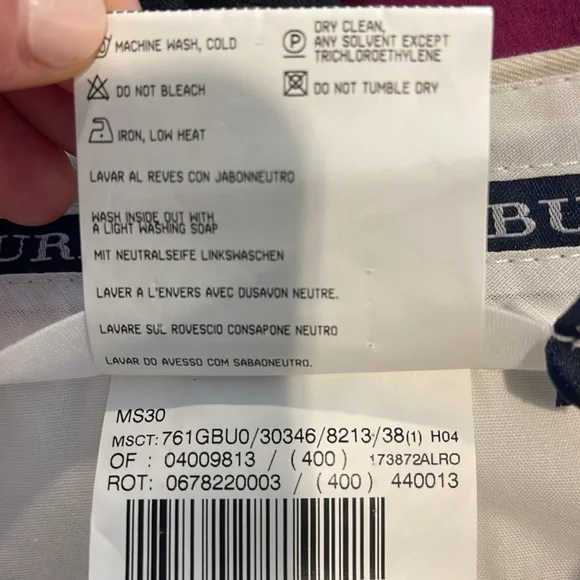 MACHINE WASH, COLD
P
DRY CLEAN,
ANY SOLVENT EXCEPT
TRICHLOROETHYLENE
DO NOT BLEACH
DO NOT TUMBLE DRY
IRON, LOW HEAT
LAVAR AL REVES CON JABONNEUTRO
WASH INSIDE OUT WITH
A LIGHT WASHING SOAP
MIT NEUTRALSEIFE LINKSWASCHEN
LAVER A L'ENVERS AVEC DUSAVON NEUTRE.
LAVARE SUL ROVESCIO CONSAPONE NEUTRO
LAVAR DO AVESSO COM SABAONEUTRO.
UR
BU
MS30
MSCT: 761GBU0/30346/8213/38(1) H04
OF : 04009813 / (400) 173872ALRO
ROT: 0678220003 / (400) 440013